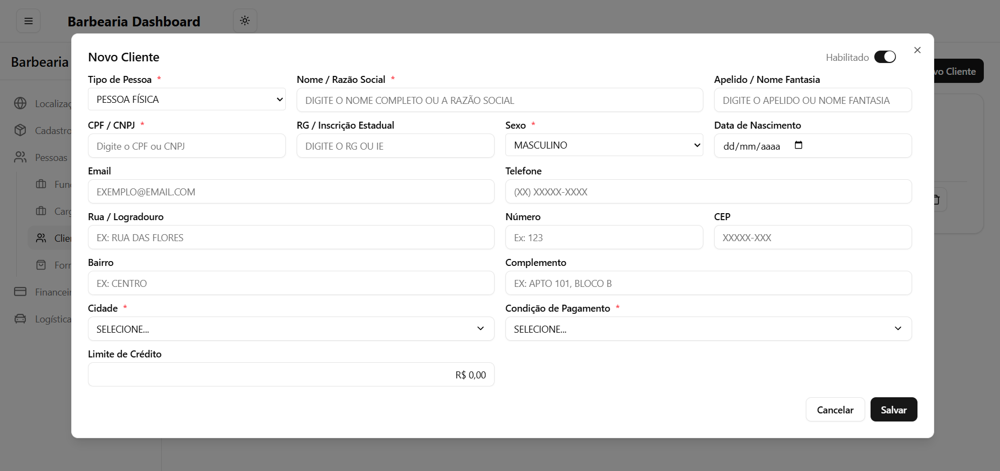 Barbearia Dashboard
Barbearia
Novo Cliente
Habilitado
vo Cliente
Tipo de Pessoa *
Nome / Razão Social *
Apelido / Nome Fantasia
PESSOA FÍSICA
DIGITE O NOME COMPLETO OU A RAZÃO SOCIAL
DIGITE O APELIDO OU NOME FANTASIA
Localizaç
CPF / CNPJ *
RG / Inscrição Estadual
Sexo *
Data de Nascimento
Cadastro
Digite o CPF ou CNPJ
DIGITE O RG OU IE
MASCULINO
dd/mm/aaaa
Pessoas
Email
Telefone
Fun
EXEMPLO@EMAIL.COM
(XX) XXXXX-XXXX
Carg
Rua / Logradouro
Número
CEP
Clien
EX: RUA DAS FLORES
Ex: 123
XXXXX-XXX
Bairro
Complemento
Forn
EX: CENTRO
EX: APTO 101, BLOCO B
Financeir
Cidade *
Condição de Pagamento *
Logística
SELECIONE...
SELECIONE...
Limite de Crédito
R$ 0,00
Cancelar
Salvar